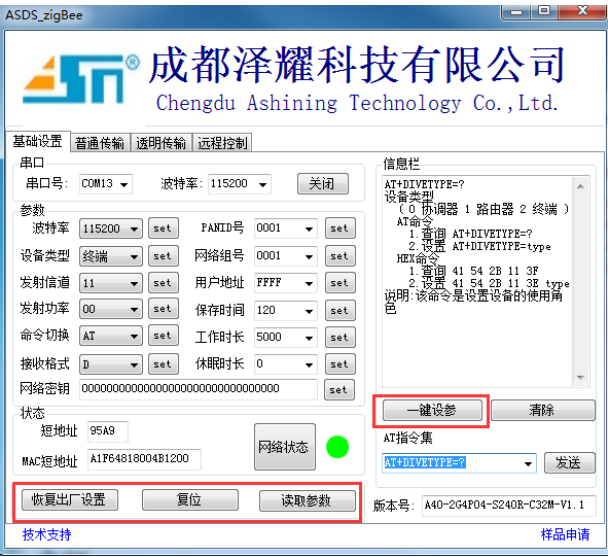 ASDS_zigBee
成都泽耀科技有限公司
Chengdu Ashining Technology Co.,Ltd.
基础设置 普通传输 透明传输 远程控制
串口
串口号: COM13 波特率: 115200 关闭
参数
波特率 115200 set PANID号 0001 set
设备类型 终端 set 网络组号 0001 set
发射信道 11 set 用户地址 FFFF set
发射功率 00 set 保存时间 120 set
命令切换 AT set 工作时长 5000 set
接收格式 D set 休眠时长 0 set
网络密钥 00000000000000000000000000000000 set
状态
短地址 95A9
MAC短地址 A1F64818004B1200
网络状态
恢复出厂设置 复位 读取参数
信息栏
AT+DIVETYPE=?
设备类型
( 0 协调器 1 路由器 2 终端 )
AT命令
1.查询 AT+DIVETYPE=?
2.设置 AT+DIVETYPE=type
HEX命令
1.查询 41 54 2B 11 3F
2.设置 41 54 2B 11 3E type
说明:该命令是设置设备的使用角
色
一键设参 清除
AT指令集
AT+DIVETYPE=? 发送
版本号: A40-2G4P04-S240R-C32M-V1.1
技术支持 样品申请